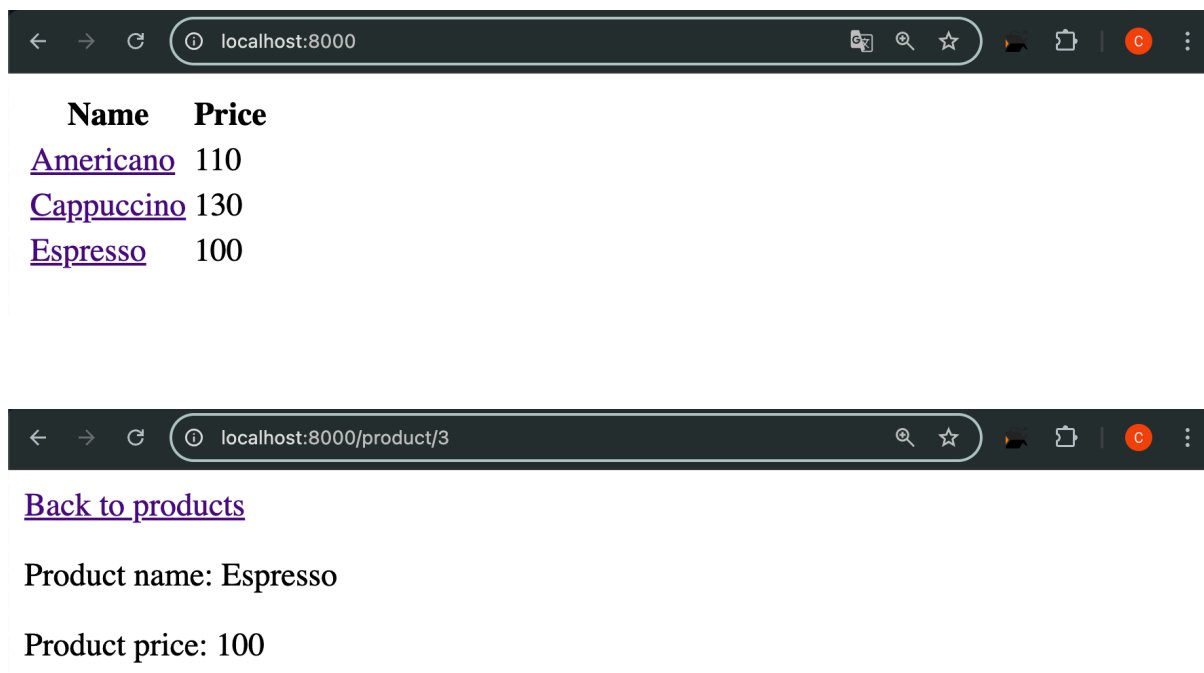 localhost:8000
C
Name Price
Americano 110
Cappuccino 130
Espresso 100
localhost:8000/product/3
C
Back to products
Product name: Espresso
Product price: 100